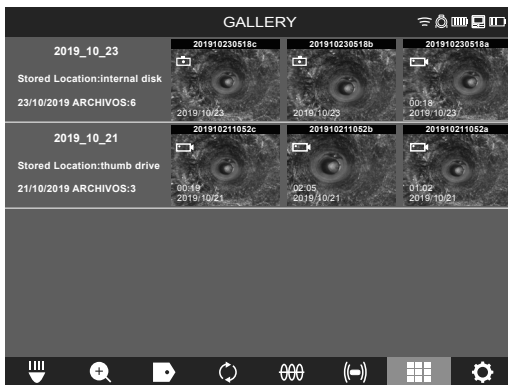 GALLERY
2019_10_23
Stored Location:internal disk
23/10/2019 ARCHIVOS:6
201910230518c
2019/10/23
201910230518b
2019/10/23
201910230518a
00:18
2019/10/23
2019_10_21
Stored Location:thumb drive
21/10/2019 ARCHIVOS:3
201910211052c
00:19
2019/10/21
201910211052b
02:05
2019/10/21
201910211052a
01:02
2019/10/21